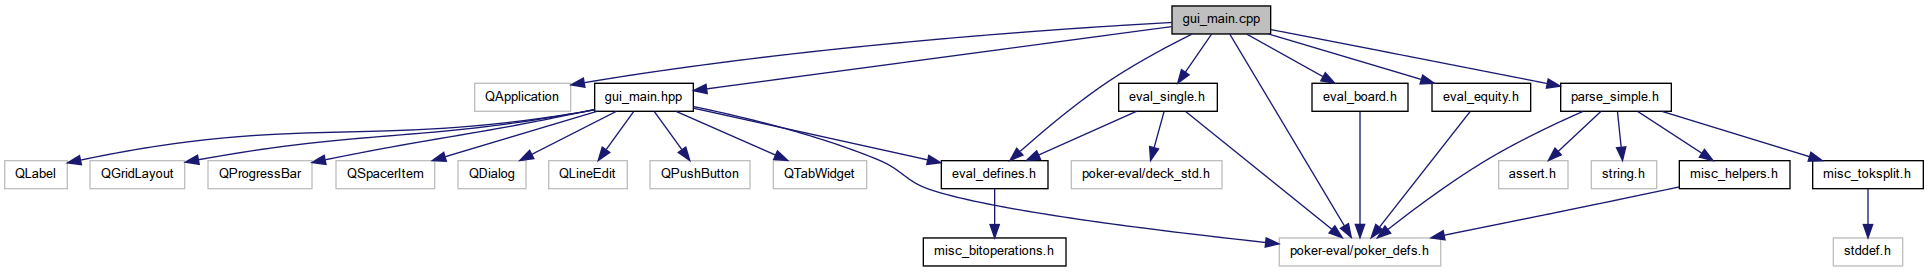 gui_main.cpp
QApplication
gui_main.hpp
eval_single.h
eval_board.h
eval_equity.h
parse_simple.h
QLabel
QGridLayout
QProgressBar
QSpacerItem
QDialog
QLineEdit
QPushButton
QTabWidget
eval_defines.h
poker-eval/deck_std.h
assert.h
string.h
misc_helpers.h
misc_toksplit.h
misc_bitoperations.h
poker-eval/poker_defs.h
stddef.h